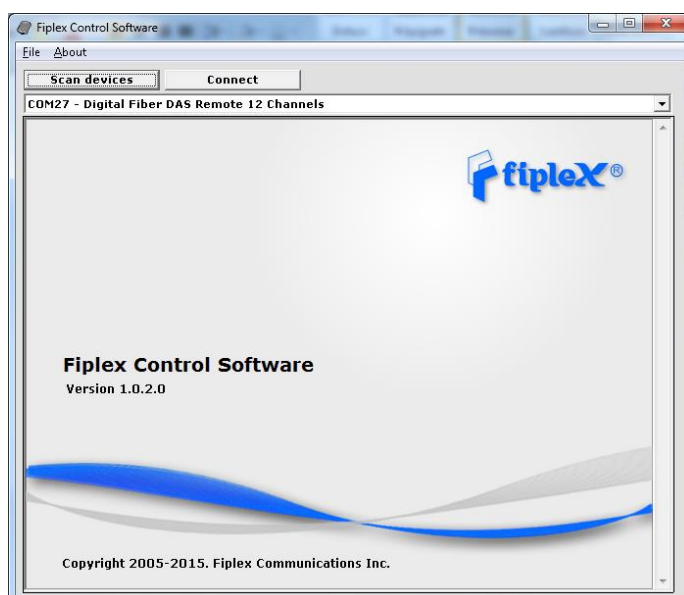 Fiplex Control Software
File About
Scan devices Connect
COM27 - Digital Fiber DAS Remote 12 Channels
fipleX®
Fiplex Control Software
Version 1.0.2.0
Copyright 2005-2015. Fiplex Communications Inc.